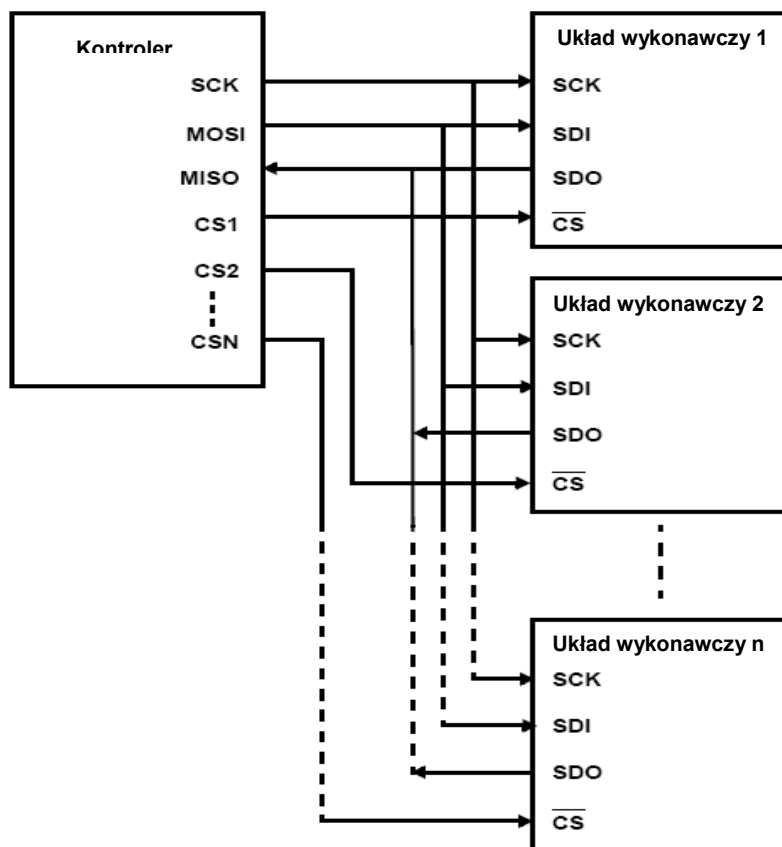 Kontroler
SCK
MOSI
MISO
CS1
CS2
CSN
Układ wykonawczy 1
SCK
SDI
SDO
CS
Układ wykonawczy 2
SCK
SDI
SDO
CS
Układ wykonawczy n
SCK
SDI
SDO
CS